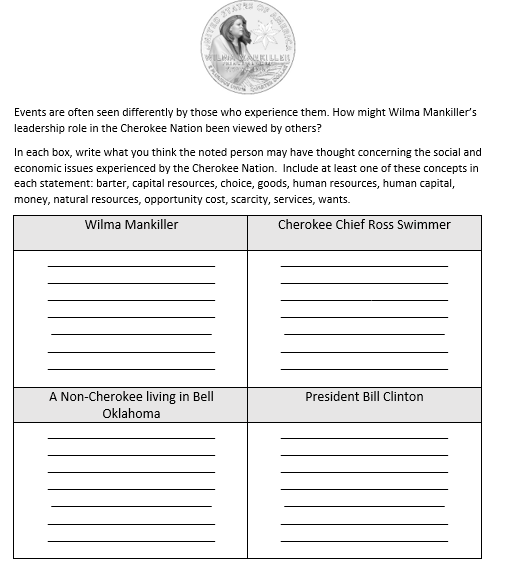 UNITED STATES OF AMERICA
WILMA MANKILLER
Events are often seen differently by those who experience them. How might Wilma Mankiller's
leadership role in the Cherokee Nation been viewed by others?
In each box, write what you think the noted person may have thought concerning the social and
economic issues experienced by the Cherokee Nation. Include at least one of these concepts in
each statement: barter, capital resources, choice, goods, human resources, human capital,
money, natural resources, opportunity cost, scarcity, services, wants.
Wilma Mankiller
Cherokee Chief Ross Swimmer
A Non-Cherokee living in Bell
Oklahoma
President Bill Clinton